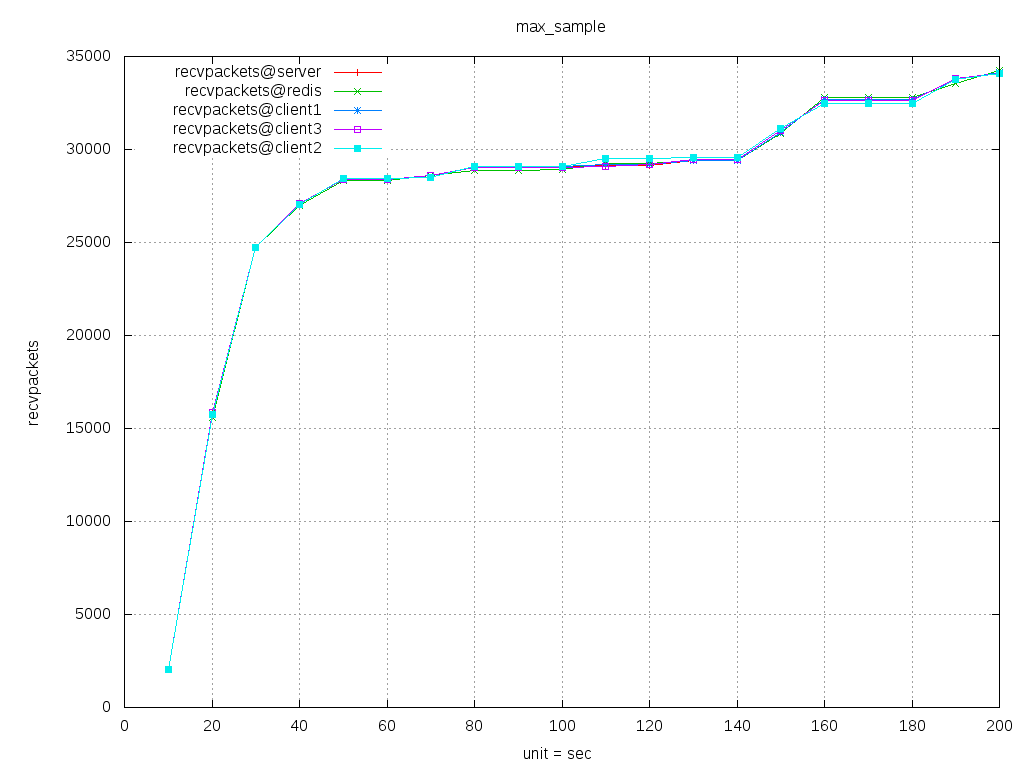 max_sample
35000
30000
25000
20000
15000
10000
5000
0
recvpackets@server
recvpackets@redis
recvpackets@client1
recvpackets@client3
recvpackets@client2
recvpackets
0 20 40 60 80 100 120 140 160 180 200
unit = sec